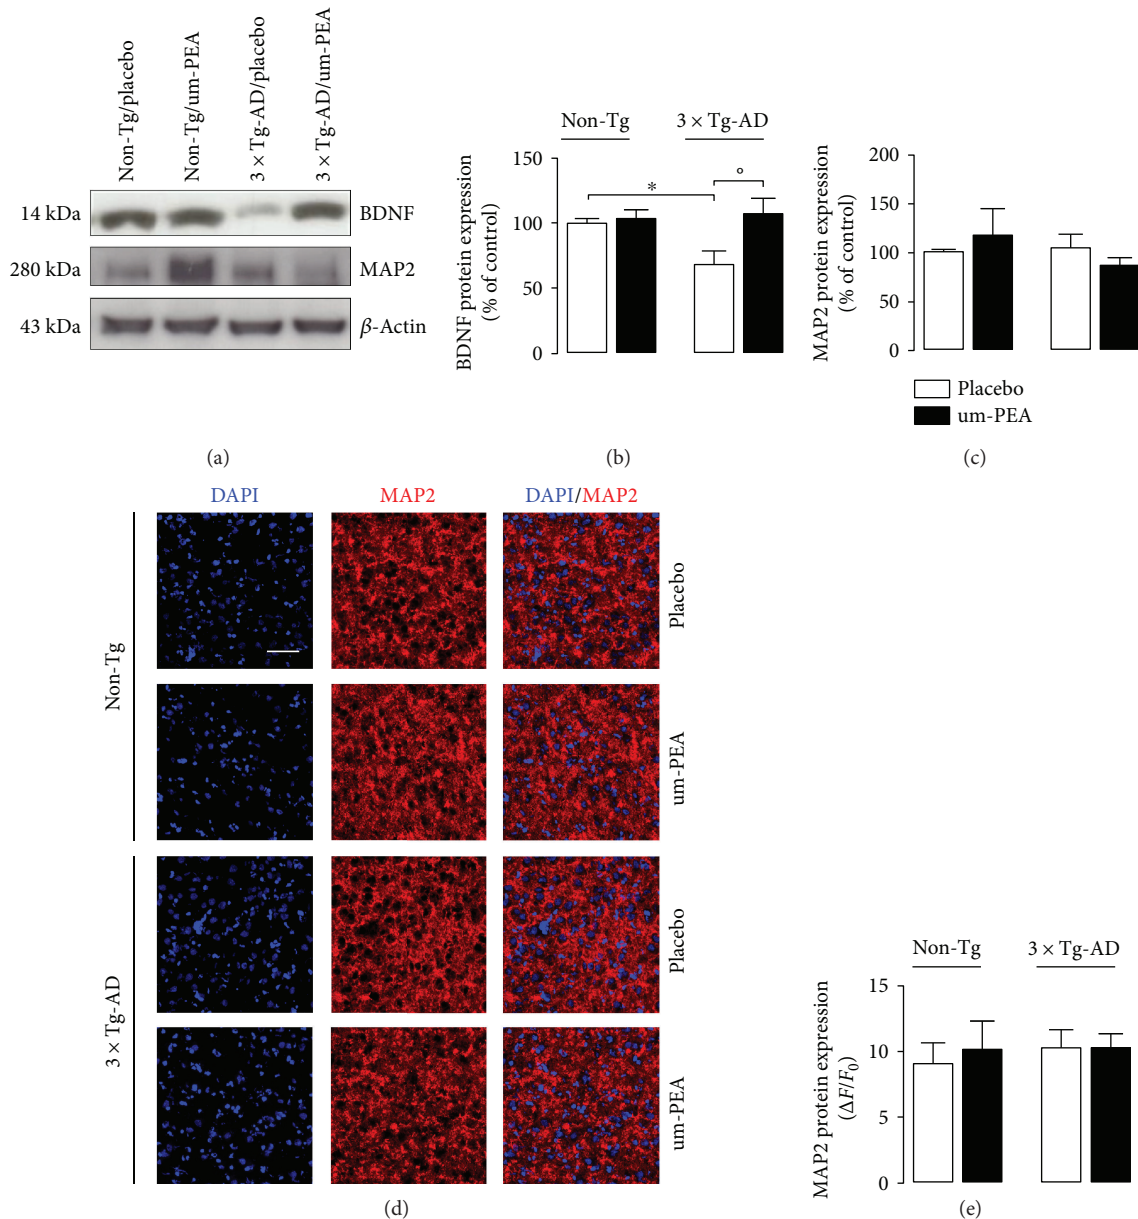 Non-Tg/placebo
Non-Tg/um-PEA
3 × Tg-AD/placebo
3 × Tg-AD/um-PEA
14 kDa
BDNF
280 kDa
MAP2
43 kDa
β-Actin
(a)
Non-Tg
3 × Tg-AD
BDNF protein expression
(% of control)
150
100
50
0
*
°
(b)
MAP2 protein expression
(% of control)
200
150
100
50
0
Placebo
um-PEA
(c)
DAPI
MAP2
DAPI/MAP2
Non-Tg
Placebo
um-PEA
3 × Tg-AD
Placebo
um-PEA
(d)
Non-Tg
3 × Tg-AD
MAP2 protein expression
(ΔF/F₀)
15
10
5
0
(e)